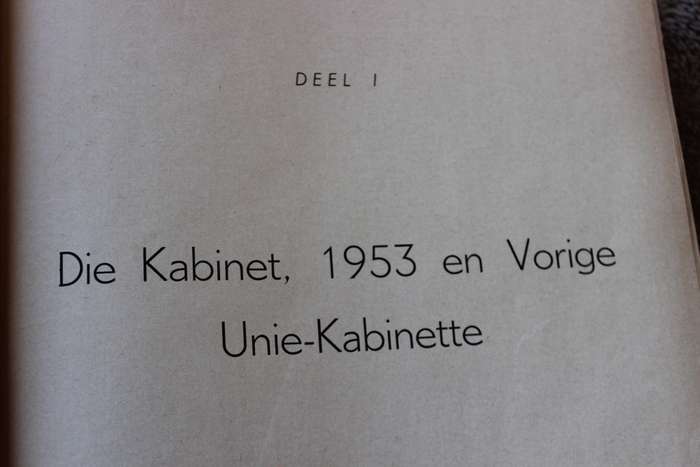 DEEL I
Die Kabinet, 1953 en Vorige
Unie-Kabinette